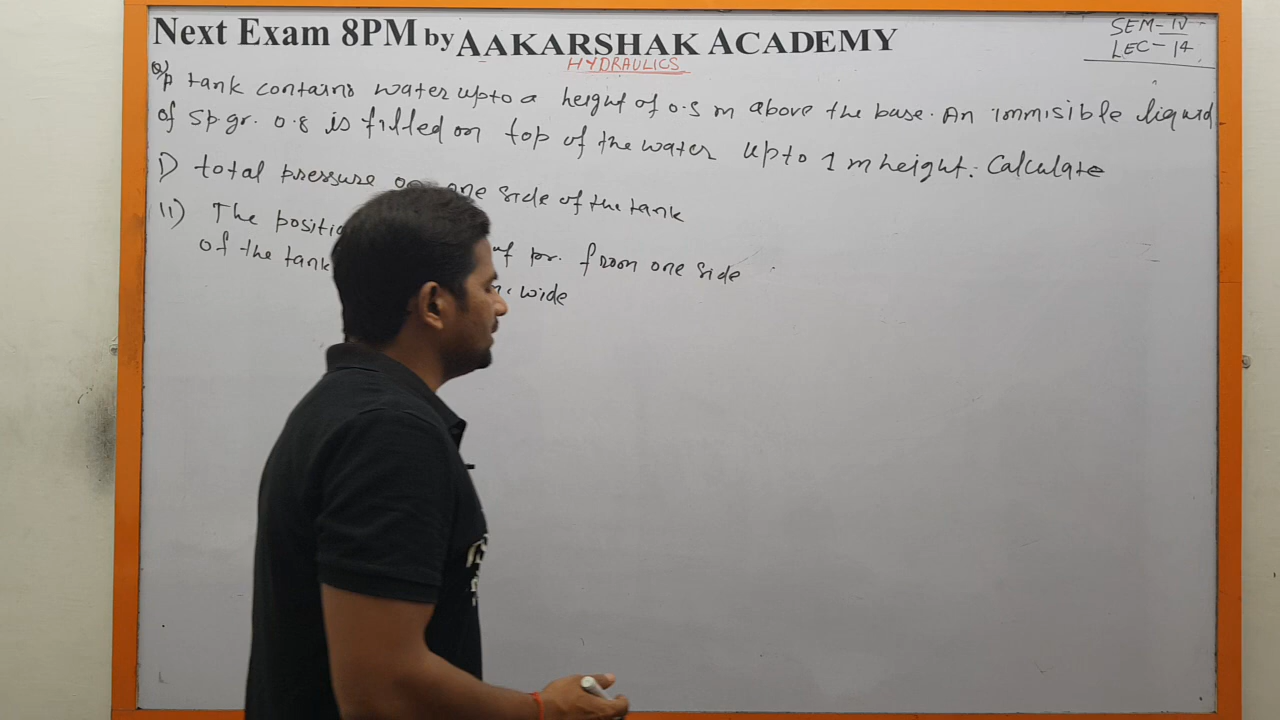 Next Exam 8PM by AAKARSHAK ACADEMY
SEM-IV
LEC-14
HYDRAULICS
Q) A tank contains water upto a height of 0.5 m above the base. An immisible liquid
of sp.gr. 0.8 is filled on top of the water upto 1 m height. Calculate
I) total pressure on one side of the tank
II) The position of pr. from one side
of the tank wide